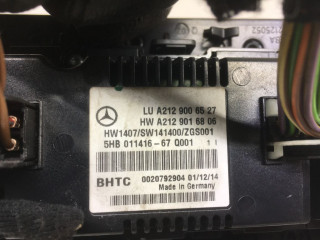 LU A212 900 65 27
HW A212 901 68 06
HW1407/SW141400/ZGS001
5HB 011416-67 Q001 11
BHTC 0020792904 01/12/14
Made in Germany